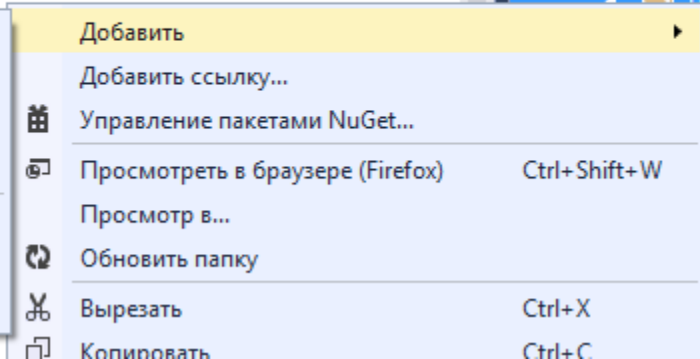 Добавить
Добавить ссылку...
Управление пакетами NuGet...
Просмотреть в браузере (Firefox) Ctrl+Shift+W
Просмотр в...
Обновить папку
Вырезать Ctrl+X
Копировать Ctrl+C